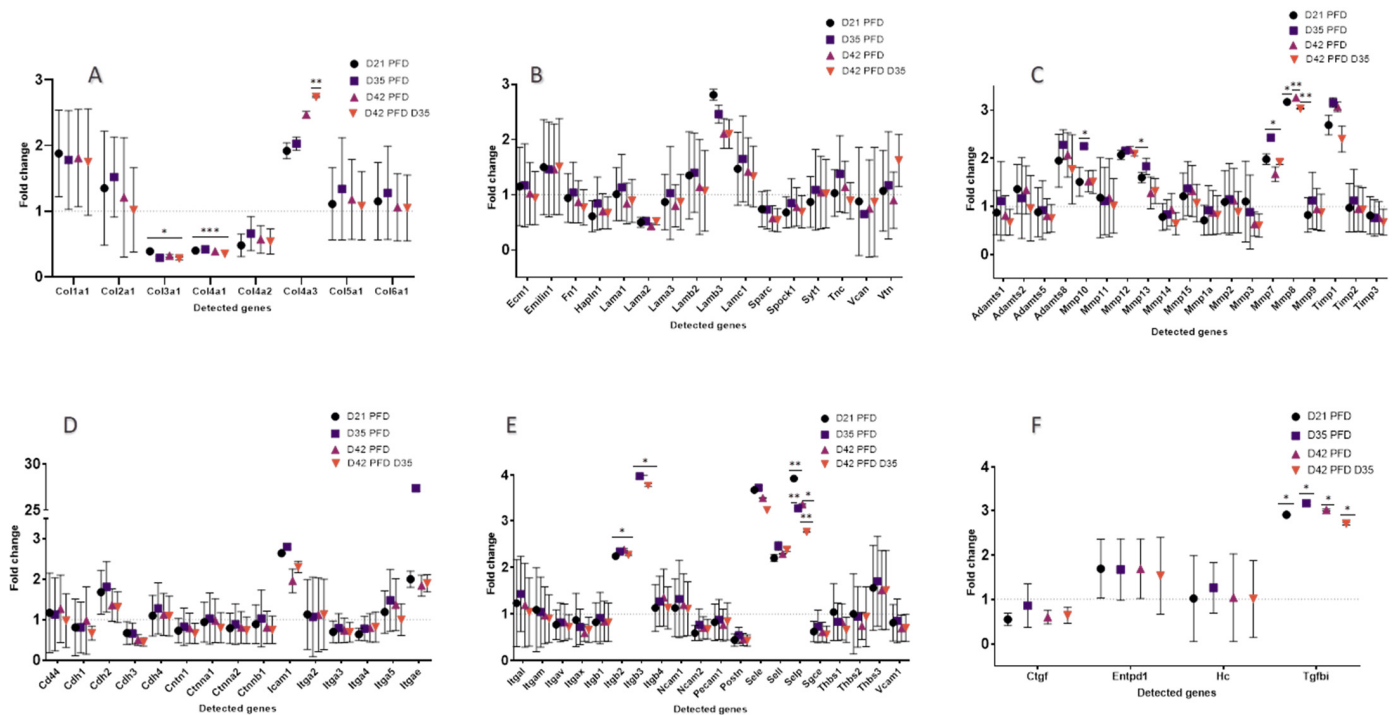 A
D21 PFD
D35 PFD
D42 PFD
D42 PFD D35
Fold change
3
2
1
0
*
***
**
Col1a1 Col2a1 Col3a1 Col4a1 Col4a2 Col4a3 Col5a1 Col6a1
Detected genes
B
D21 PFD
D35 PFD
D42 PFD
D42 PFD D35
Fold change
3
2
1
0
Ecm1 Emilin1 Fn1 Hapln1 Lama1 Lama2 Lama3 Lamb2 Lamb3 Lamc1 Sparc Spock1 Syt1 Tnc Vcan Vtn
Detected genes
C
D21 PFD
D35 PFD
D42 PFD
D42 PFD D35
Fold change
3
2
1
0
*
*
*
*
**
**
Adamts1 Adamts2 Adamts5 Adamts8 Mmp10 Mmp11 Mmp12 Mmp13 Mmp14 Mmp15 Mmp1a Mmp2 Mmp3 Mmp7 Mmp8 Mmp9 Timp1 Timp2 Timp3
Detected genes
D
D21 PFD
D35 PFD
D42 PFD
D42 PFD D35
Fold change
30
25
3
2
1
0
Cd44 Cdh1 Cdh2 Cdh3 Cdh4 Cntn1 Ctnna1 Ctnna2 Ctnnb1 Icam1 Itga2 Itga3 Itga4 Itga5 Itgae
Detected genes
E
D21 PFD
D35 PFD
D42 PFD
D42 PFD D35
Fold change
4
3
2
1
0
*
*
**
**
*
**
Itgal Itgam Itgav Itgax Itgb1 Itgb2 Itgb3 Itgb4 Ncam1 Ncam2 Pecam1 Postn Sele Sell Selp Sgce Thbs1 Thbs2 Thbs3 Vcam1
Detected genes
F
D21 PFD
D35 PFD
D42 PFD
D42 PFD D35
Fold change
4
3
2
1
0
*
*
*
*
Ctgf Entpd1 Hc Tgfbi
Detected genes